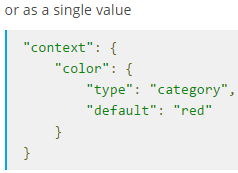 or as a single value
"context": {
    "color": {
        "type": "category",
        "default": "red"
    }
}